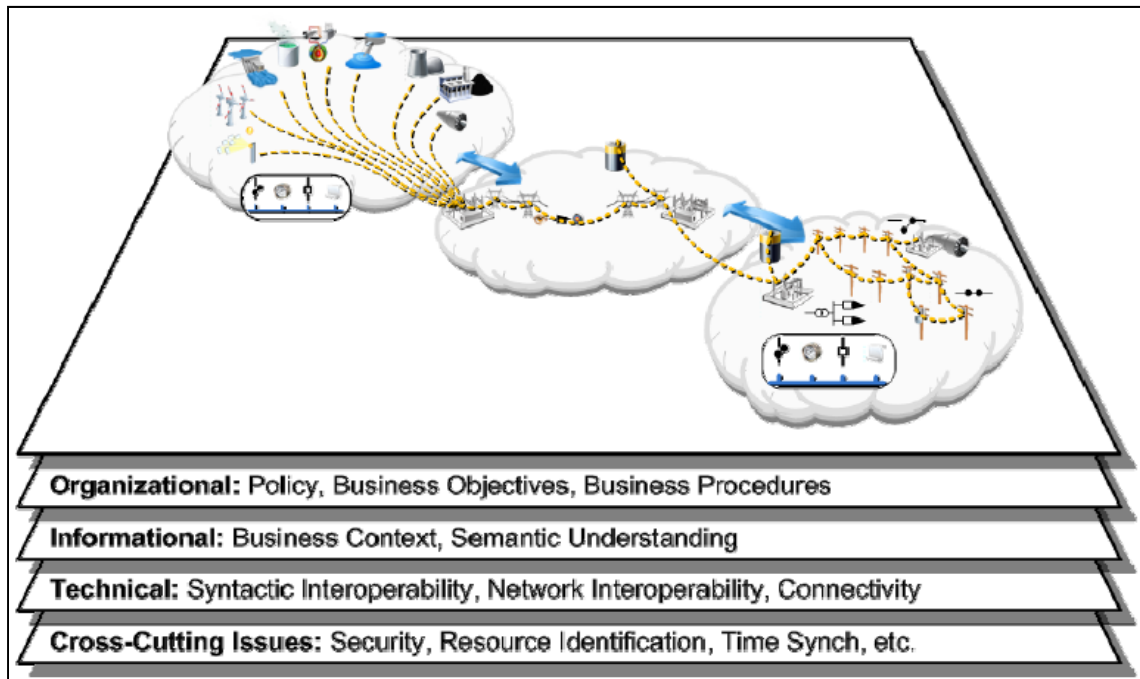 Organizational: Policy, Business Objectives, Business Procedures
Informational: Business Context, Semantic Understanding
Technical: Syntactic Interoperability, Network Interoperability, Connectivity
Cross-Cutting Issues: Security, Resource Identification, Time Synch, etc.